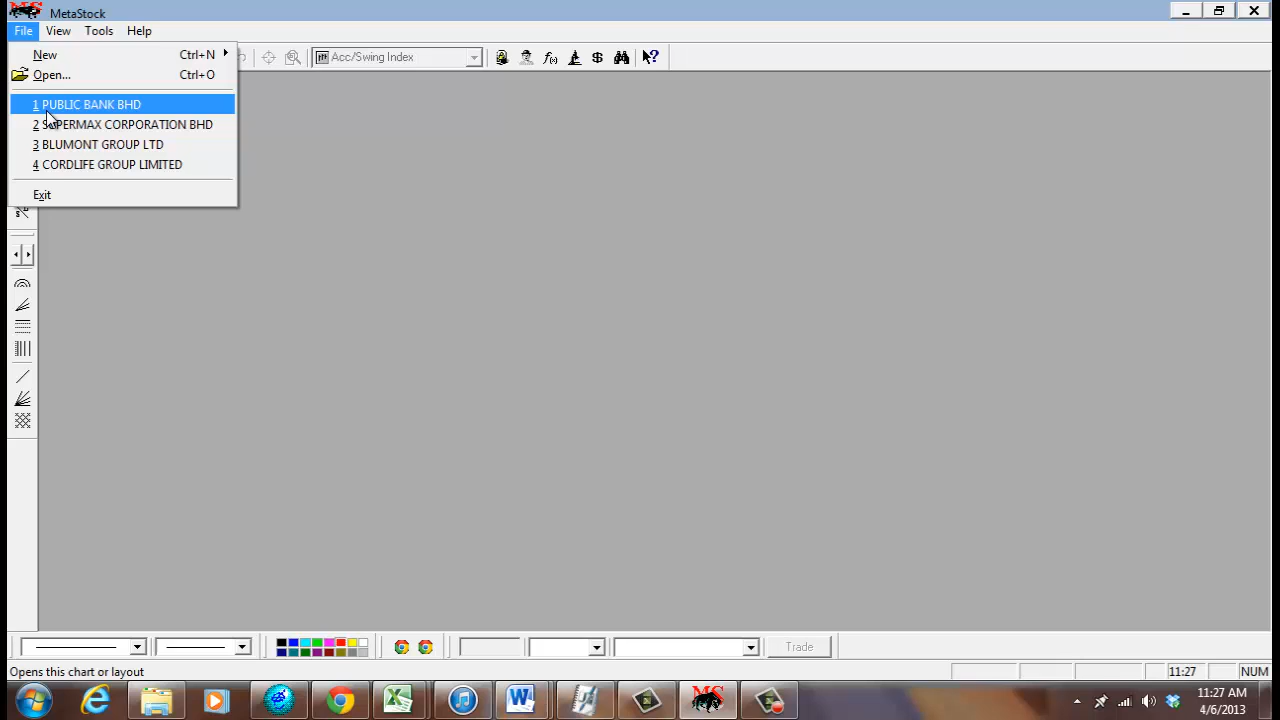 MetaStock
File View Tools Help
New Ctrl+N
Open... Ctrl+O
Acc/Swing Index
1 PUBLIC BANK BHD
2 SUPERMAX CORPORATION BHD
3 BLUMONT GROUP LTD
4 CORDLIFE GROUP LIMITED
Exit
Trade
Opens this chart or layout
11:27
NUM
MS
11:27 AM
4/6/2013